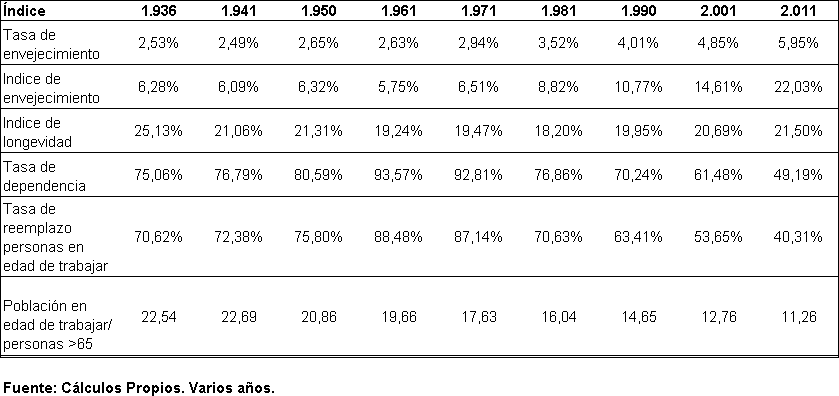 Índice 1.936 1.941 1.950 1.961 1.971 1.981 1.990 2.001 2.011
Tasa de
envejecimiento 2,53% 2,49% 2,65% 2,63% 2,94% 3,52% 4,01% 4,85% 5,95%
Indice de
envejecimiento 6,28% 6,09% 6,32% 5,75% 6,51% 8,82% 10,77% 14,61% 22,03%
Indice de
longevidad 25,13% 21,06% 21,31% 19,24% 19,47% 18,20% 19,95% 20,69% 21,50%
Tasa de
dependencia 75,06% 76,79% 80,59% 93,57% 92,81% 76,86% 70,24% 61,48% 49,19%
Tasa de
reemplazo
personas en 70,62% 72,38% 75,80% 88,48% 87,14% 70,63% 63,41% 53,65% 40,31%
edad de trabajar
Población en
edad de trabajar/ 22,54 22,69 20,86 19,66 17,63 16,04 14,65 12,76 11,26
personas >65
Fuente: Cálculos Propios. Varios años.